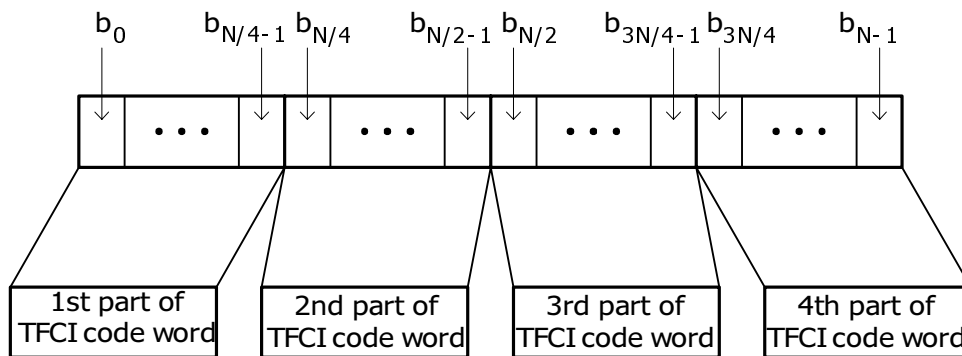 b0 bN/4-1 bN/4 bN/2-1 bN/2 b3N/4-1 b3N/4 bN-1
1st part of
TFCI code word
2nd part of
TFCI code word
3rd part of
TFCI code word
4th part of
TFCI code word